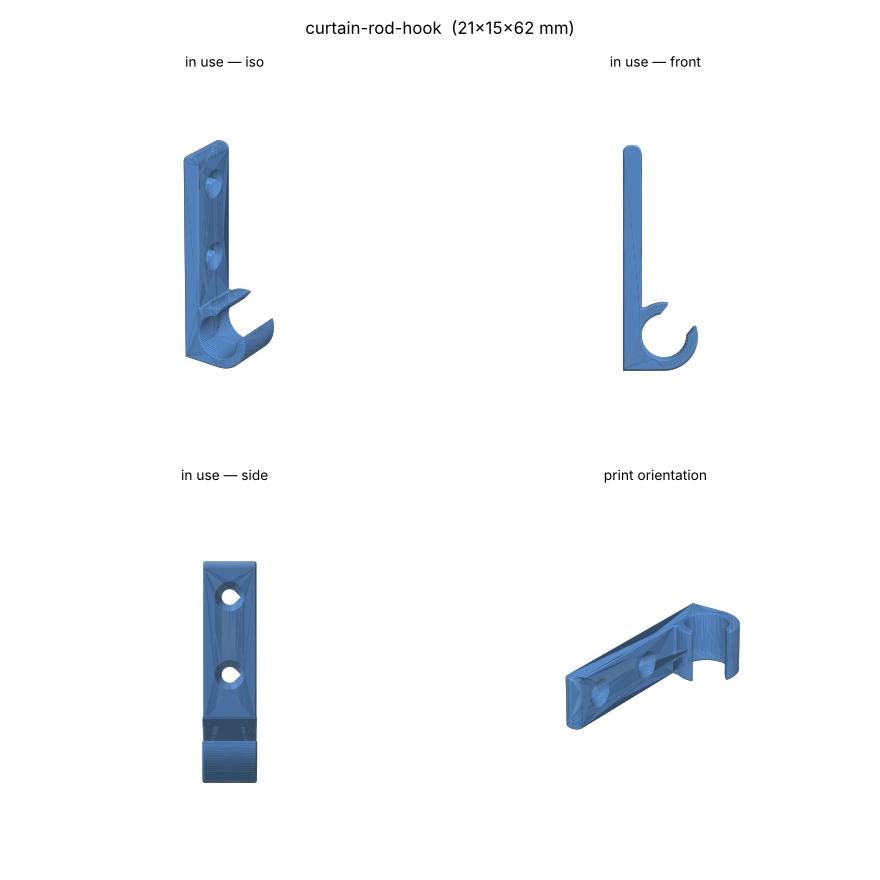 curtain-rod-hook (21×15×62 mm)
in use — iso
in use — front
in use — side
print orientation